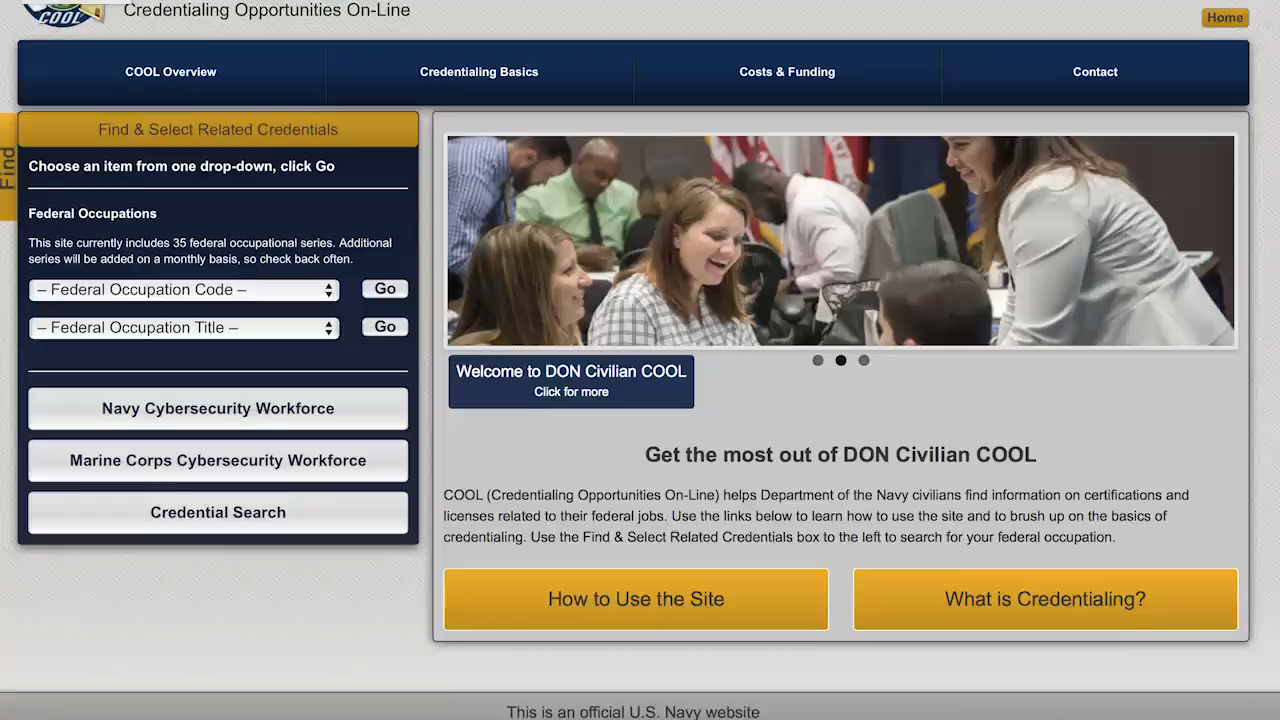 COOL
Credentialing Opportunities On-Line
Home
COOL Overview
Credentialing Basics
Costs & Funding
Contact
Find
Find & Select Related Credentials
Choose an item from one drop-down, click Go
Federal Occupations
This site currently includes 35 federal occupational series. Additional
series will be added on a monthly basis, so check back often.
– Federal Occupation Code –
Go
– Federal Occupation Title –
Go
Navy Cybersecurity Workforce
Marine Corps Cybersecurity Workforce
Credential Search
Welcome to DON Civilian COOL
Click for more
Get the most out of DON Civilian COOL
COOL (Credentialing Opportunities On-Line) helps Department of the Navy civilians find information on certifications and
licenses related to their federal jobs. Use the links below to learn how to use the site and to brush up on the basics of
credentialing. Use the Find & Select Related Credentials box to the left to search for your federal occupation.
How to Use the Site
What is Credentialing?
This is an official U.S. Navy website